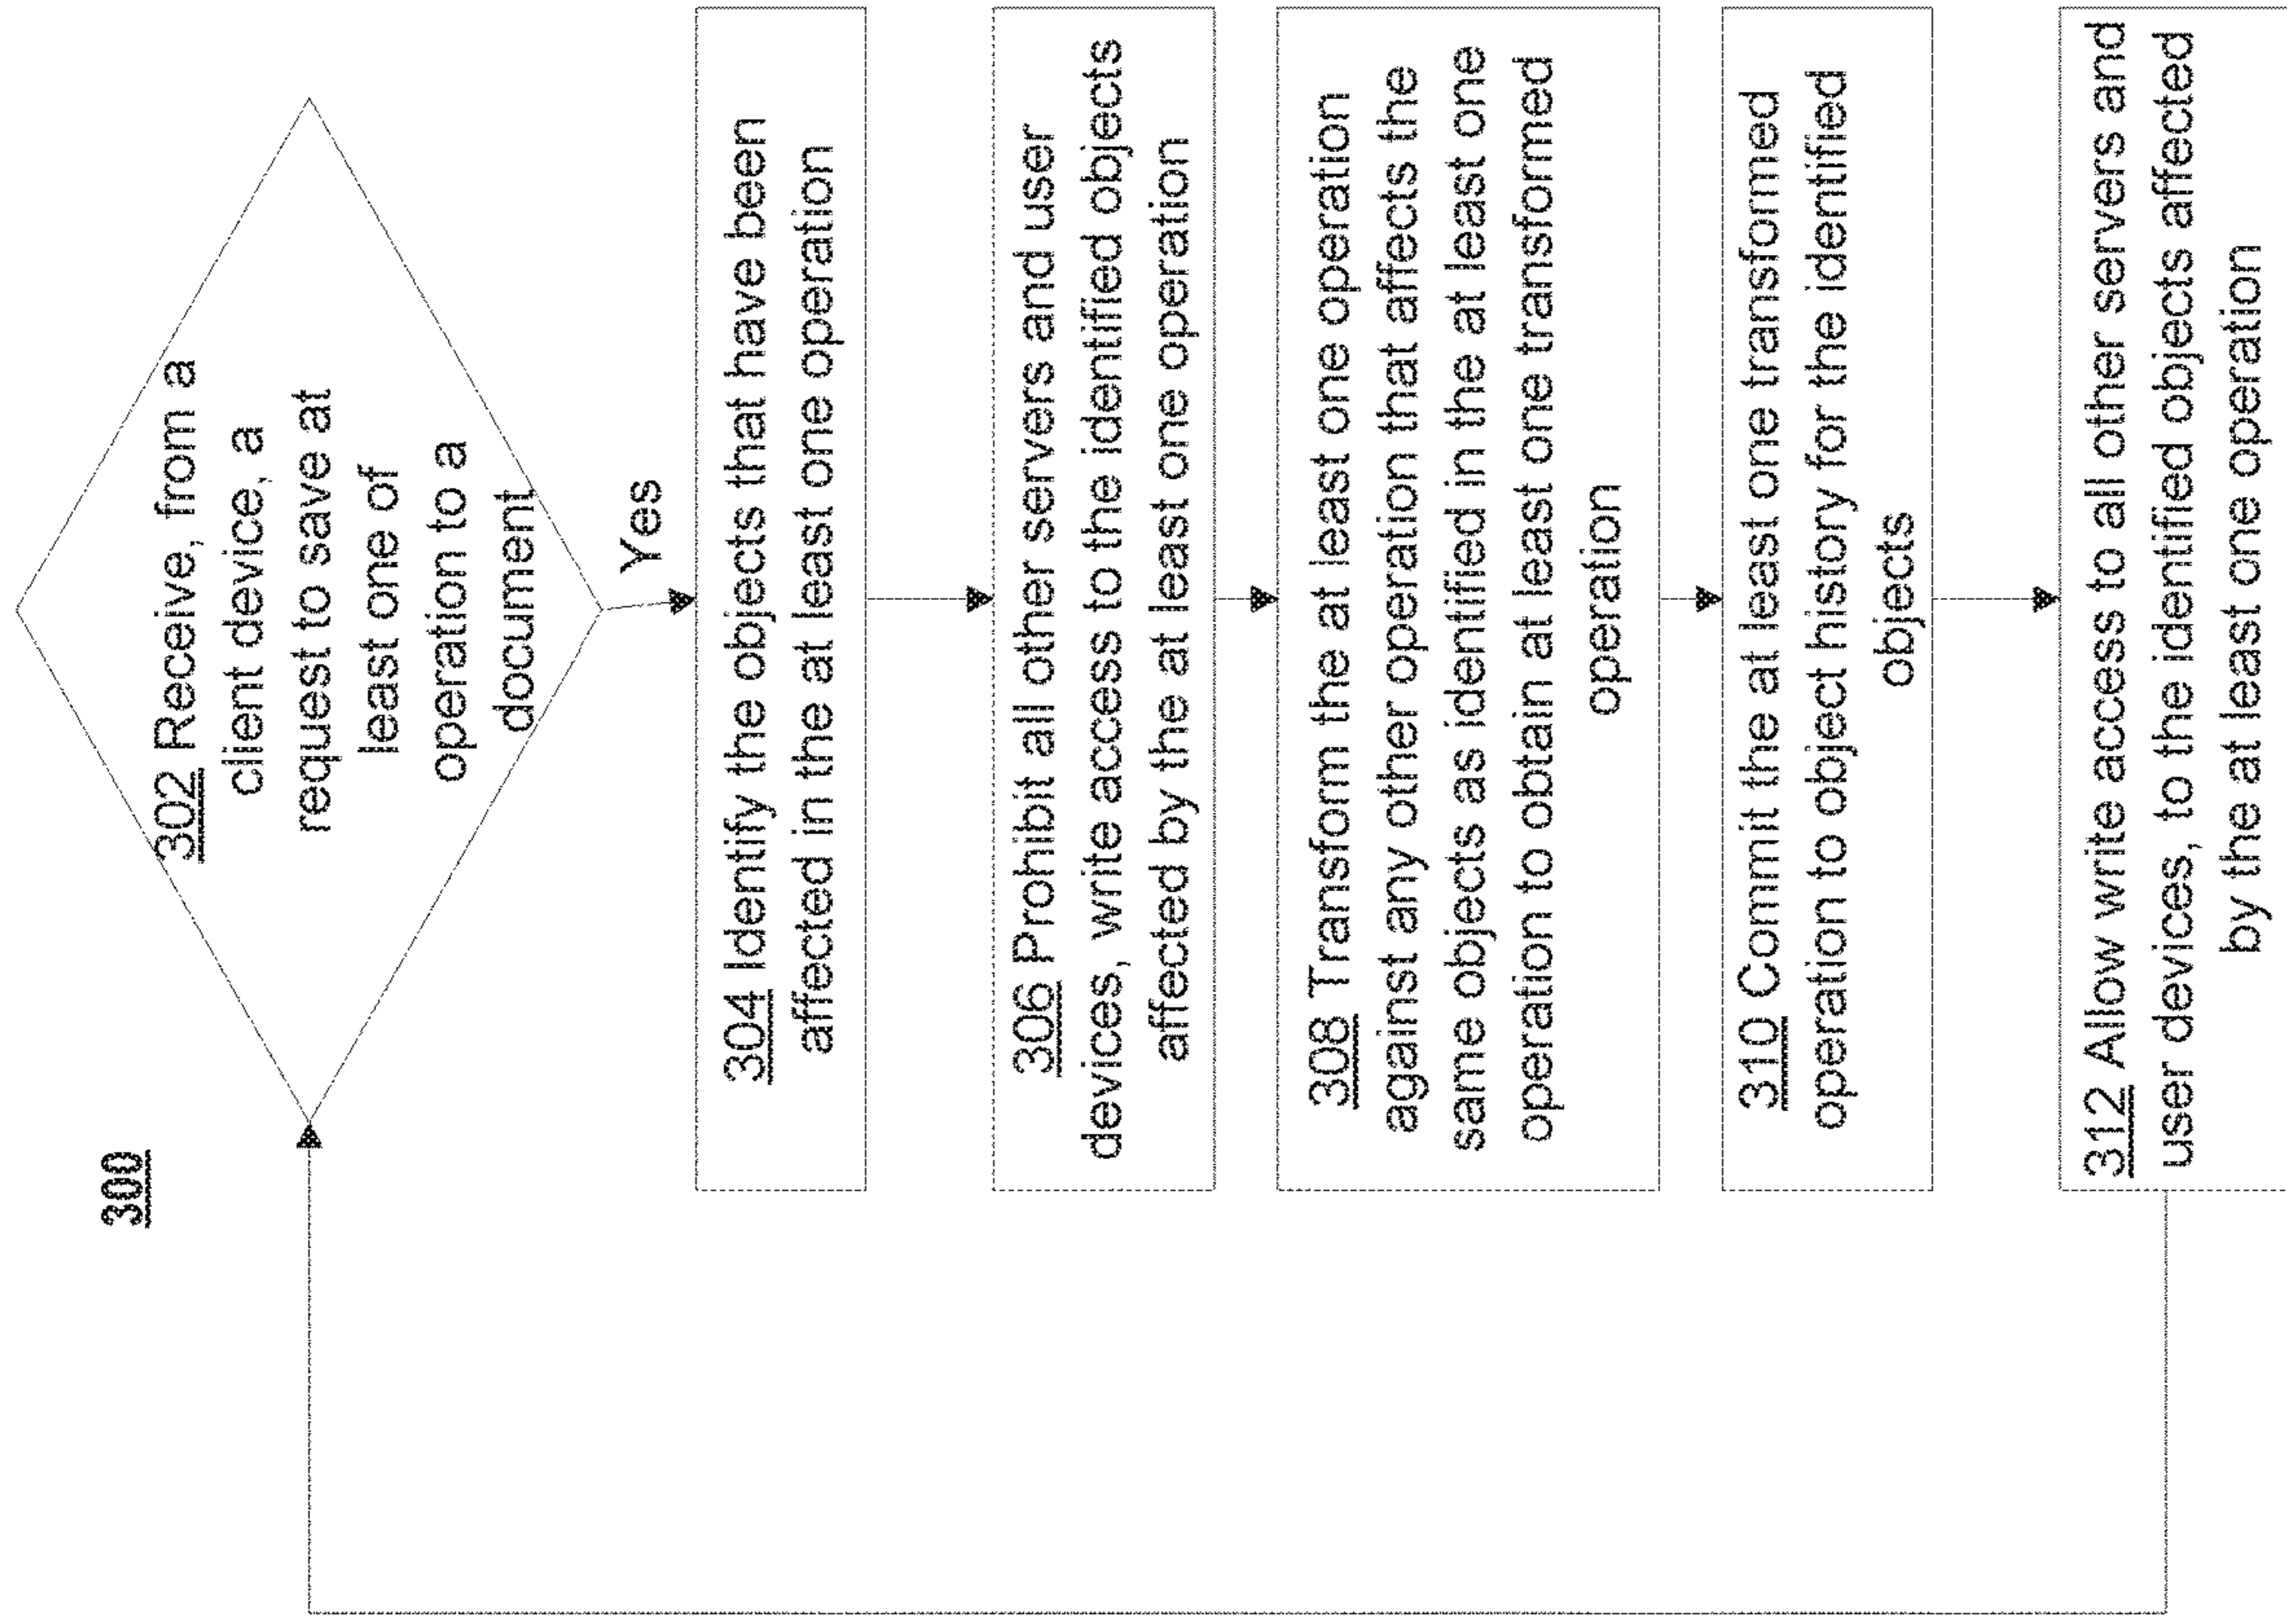 300
302 Receive, from a
client device, a
request to save at
least one of
operation to a
document
Yes
304 Identify the objects that have been
affected in the at least one operation
306 Prohibit all other servers and user
devices, write access to the identified objects
affected by the at least one operation
308 Transform the at least one operation
against any other operation that affects the
same objects as identified in the at least one
operation to obtain at least one transformed
operation
310 Commit the at least one transformed
operation to object history for the identified
objects
312 Allow write access to all other servers and
user devices, to the identified objects affected
by the at least one operation